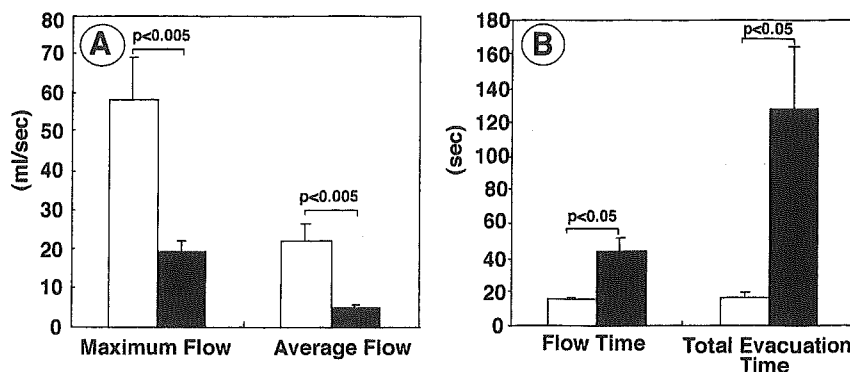 A
80
70
60
50
40
30
20
10
0
(ml/sec)
p<0.005
p<0.005
Maximum Flow
Average Flow
B
180
160
120
140
100
80
60
40
20
0
(sec)
p<0.05
p<0.05
Flow Time
Total Evacuation
Time